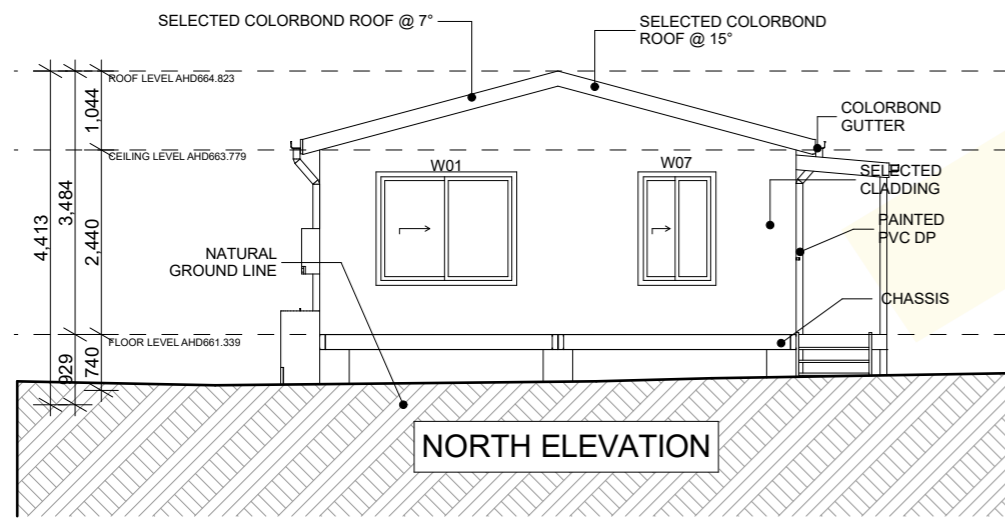 SELECTED COLORBOND ROOF @ 7°
SELECTED COLORBOND
ROOF @ 15°
ROOF LEVEL AHD664.823
1,044
COLORBOND
GUTTER
CEILING LEVEL AHD663.779
W01
W07
SELECTED
CLADDING
4,413
3,484
2,440
NATURAL
GROUND LINE
PAINTED
PVC DP
CHASSIS
FLOOR LEVEL AHD661.339
929
740
NORTH ELEVATION